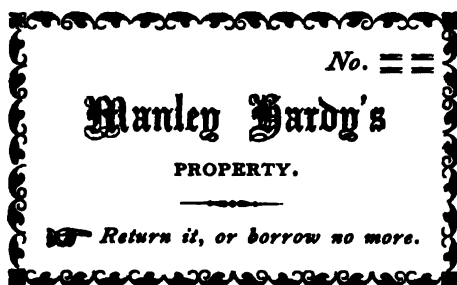 No. = =
Manley Hardy's
PROPERTY.
Return it, or borrow no more.